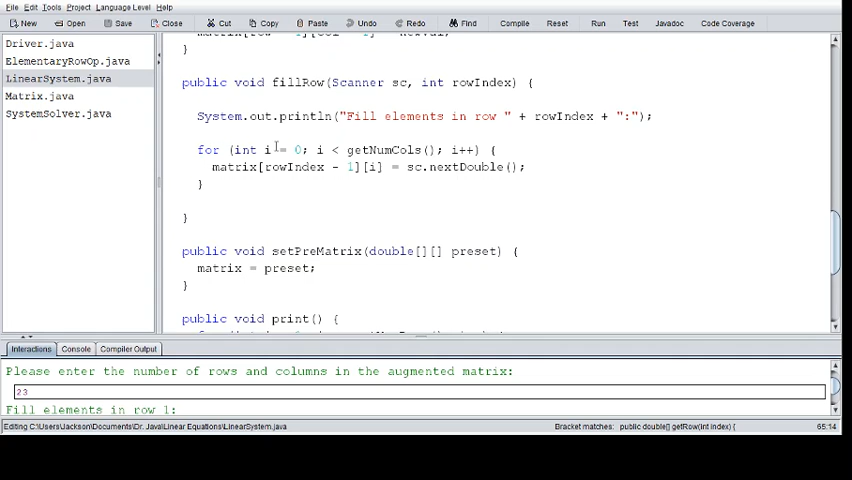 File Edit Tools Project Language Level Help
New Open Save Close Cut Copy Paste Undo Redo Find Compile Reset Run Test Javadoc Code Coverage
Driver.java
ElementaryRowOp.java
LinearSystem.java
Matrix.java
SystemSolver.java
}
public void fillRow(Scanner sc, int rowIndex) {
System.out.println("Fill elements in row " + rowIndex + ":");
for (int i = 0; i < getNumCols(); i++) {
matrix[rowIndex - 1][i] = sc.nextDouble();
}
}
public void setPreMatrix(double[][] preset) {
matrix = preset;
}
public void print() {
Interactions Console Compiler Output
Please enter the number of rows and columns in the augmented matrix:
23
Fill elements in row 1:
Editing C:\Users\Jackson\Documents\Dr. Java\Linear Equations\LinearSystem.java Bracket matches: public double[] getRow(int index) { 65:14